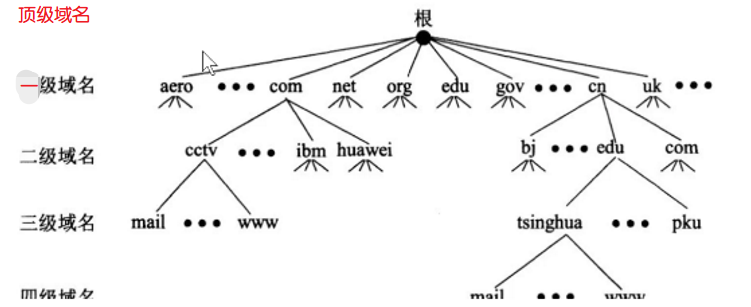 顶级域名
根
一级域名 aero ••• com net org edu gov ••• cn uk •••
二级域名 cctv ••• ibm huawei bj ••• edu com
三级域名 mail ••• www tsinghua ••• pku
四级域名 mail ••• www